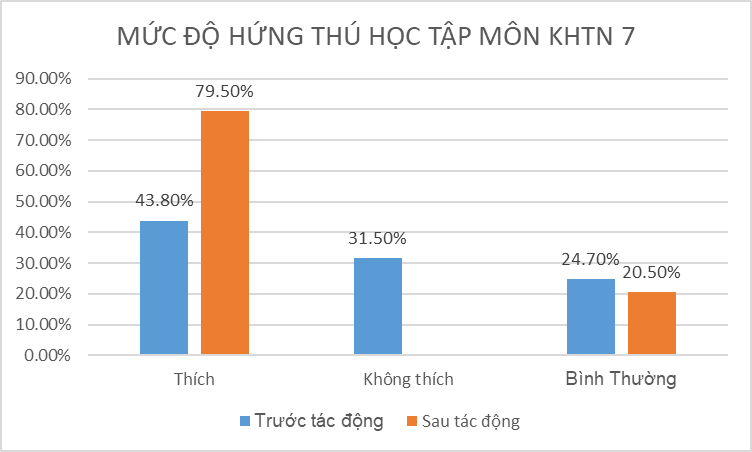 MỨC ĐỘ HỨNG THÚ HỌC TẬP MÔN KHTN 7
90.00%
80.00%
70.00%
60.00%
50.00%
40.00%
30.00%
20.00%
10.00%
0.00%
43.80%
79.50%
31.50%
24.70%
20.50%
Thích
Không thích
Bình Thường
Trước tác động
Sau tác động